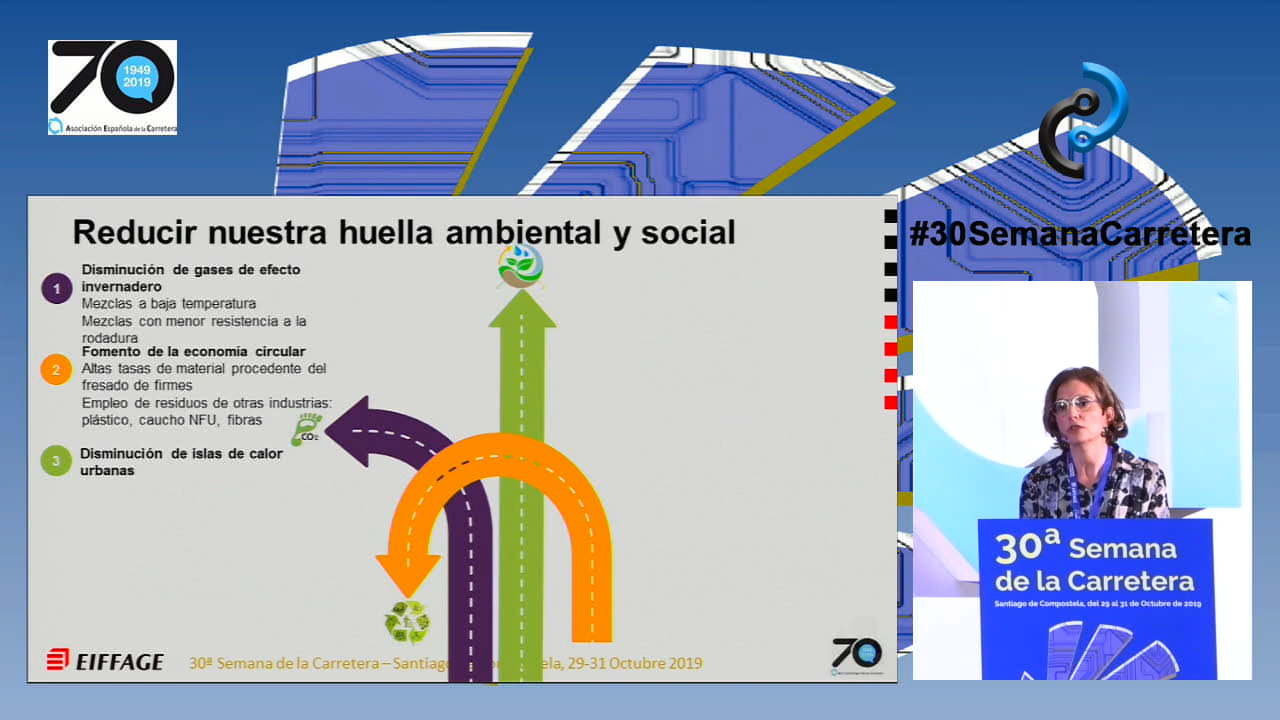 70
1949
2019
Asociación Española de la Carretera
#30SemanaCarretera
Reducir nuestra huella ambiental y social
1
Disminución de gases de efecto
invernadero
Mezclas a baja temperatura
Mezclas con menor resistencia a la
rodadura
2
Fomento de la economía circular
Altas tasas de material procedente del
fresado de firmes
Empleo de residuos de otras industrias:
plástico, caucho NFU, fibras
CO₂
3
Disminución de islas de calor
urbanas
EIFFAGE
30ª Semana de la Carretera – Santiago
ela, 29-31 Octubre 2019
70
30ª Semana
de la Carretera
Santiago de Compostela, del 29 al 31 de Octubre de 2019